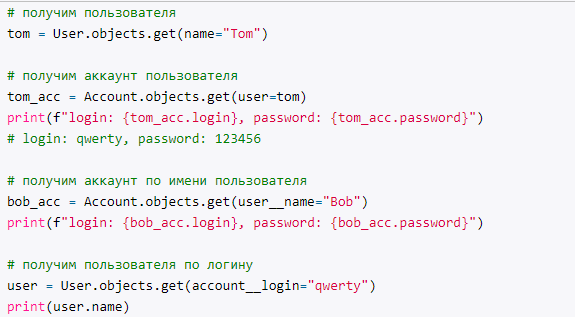 # получим пользователя
tom = User.objects.get(name="Tom")
# получим аккаунт пользователя
tom_acc = Account.objects.get(user=tom)
print(f"login: {tom_acc.login}, password: {tom_acc.password}")
# login: qwerty, password: 123456
# получим аккаунт по имени пользователя
bob_acc = Account.objects.get(user__name="Bob")
print(f"login: {bob_acc.login}, password: {bob_acc.password}")
# получим пользователя по логину
user = User.objects.get(account__login="qwerty")
print(user.name)